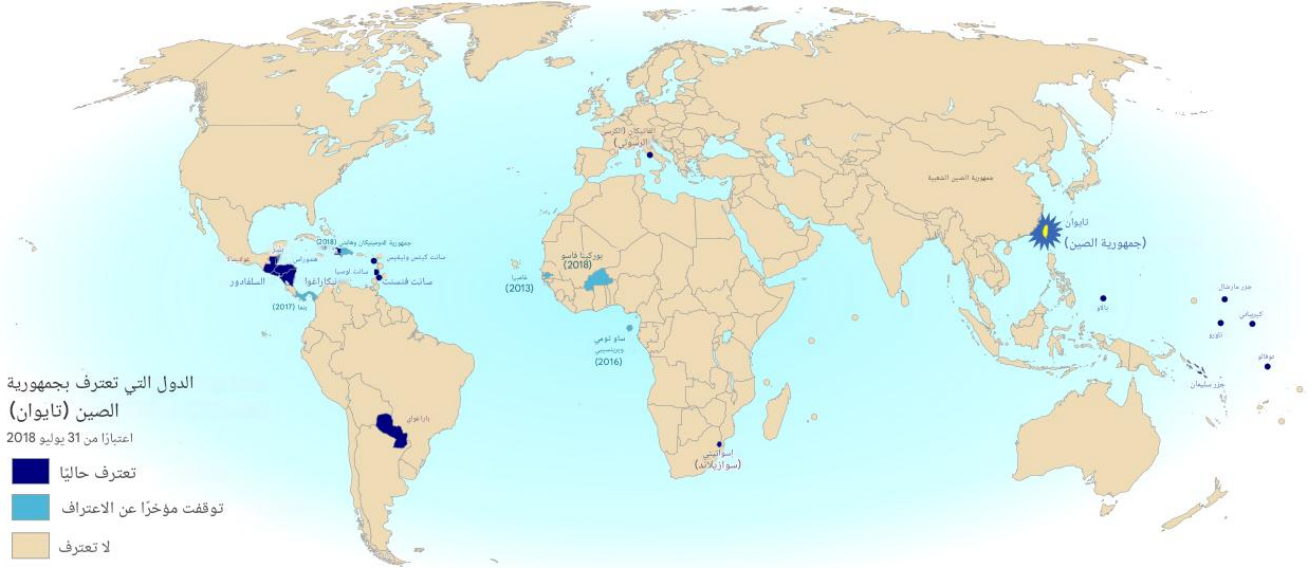 الفاتيكان (الكرسي
الرسولي)
جمهورية الصين الشعبية
تايوان
(جمهورية الصين)
جمهورية الدومينيكان وهايتي (2018)
بليز
غواتيمالا
هندوراس
سانت كيتس ونيفيس
سانت لوسيا
السلفادور
نيكاراغوا
سانت فنسنت
بنما (2017)
غامبيا
(2013)
بوركينا فاسو
(2018)
ساو تومي
وبرينسيبي
(2016)
بالاو
جزر مارشال
كيريباتي
ناورو
توفالو
جزر سليمان
باراغواي
إسواتيني
(سوازيلاند)
الدول التي تعترف بجمهورية
الصين (تايوان)
اعتبارًا من 31 يوليو 2018
تعترف حاليًا
توقفت مؤخرًا عن الاعتراف
لا تعترف